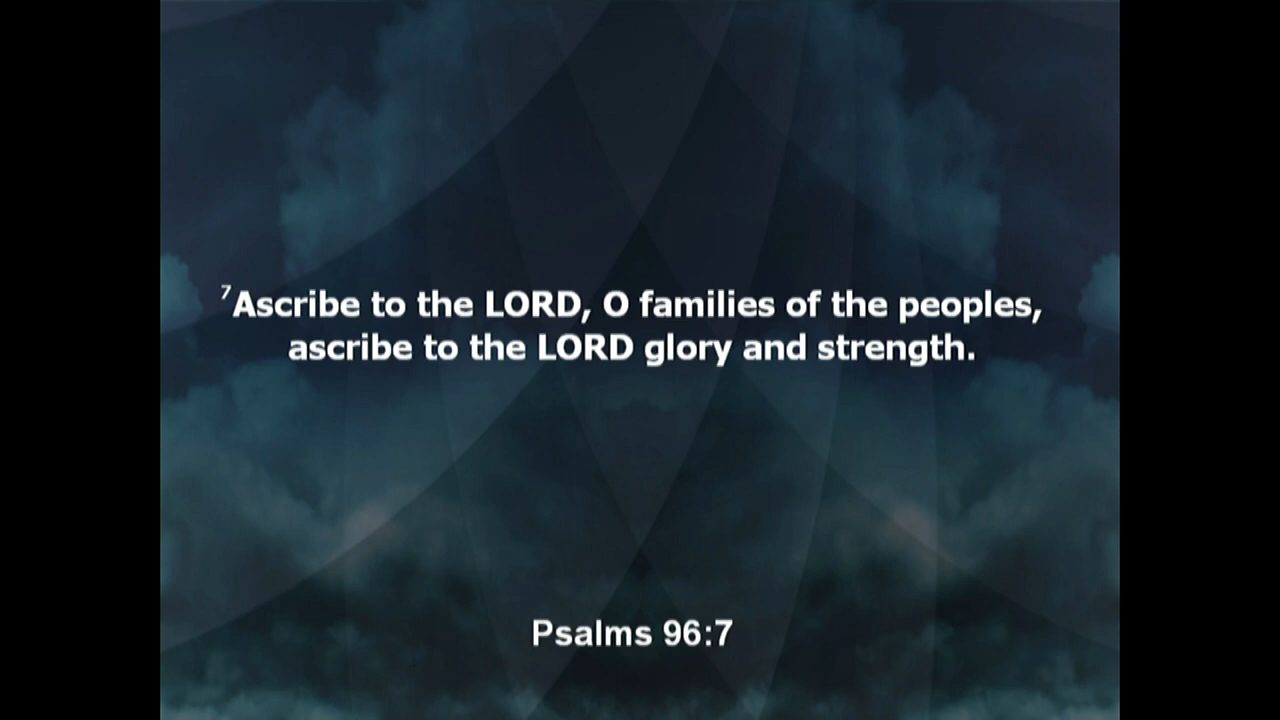 7Ascribe to the LORD, O families of the peoples,
ascribe to the LORD glory and strength.
Psalms 96:7